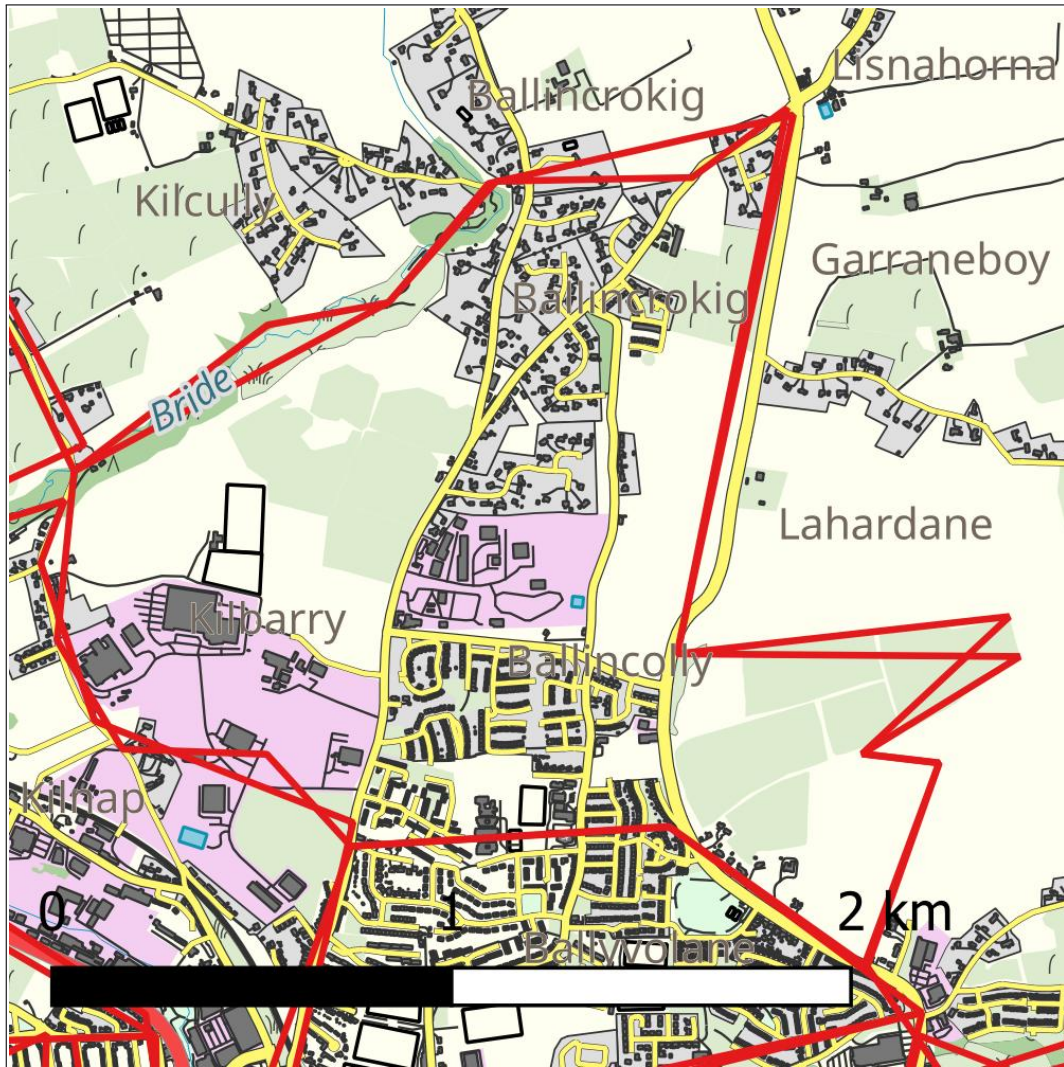 Lisnahorna
Ballincrokig
Kilcully
Garraneboy
Ballincrokig
Bride
Lahardane
Kilbarry
Ballincolly
Kilnap
0 1 2 km
Ballyvolane